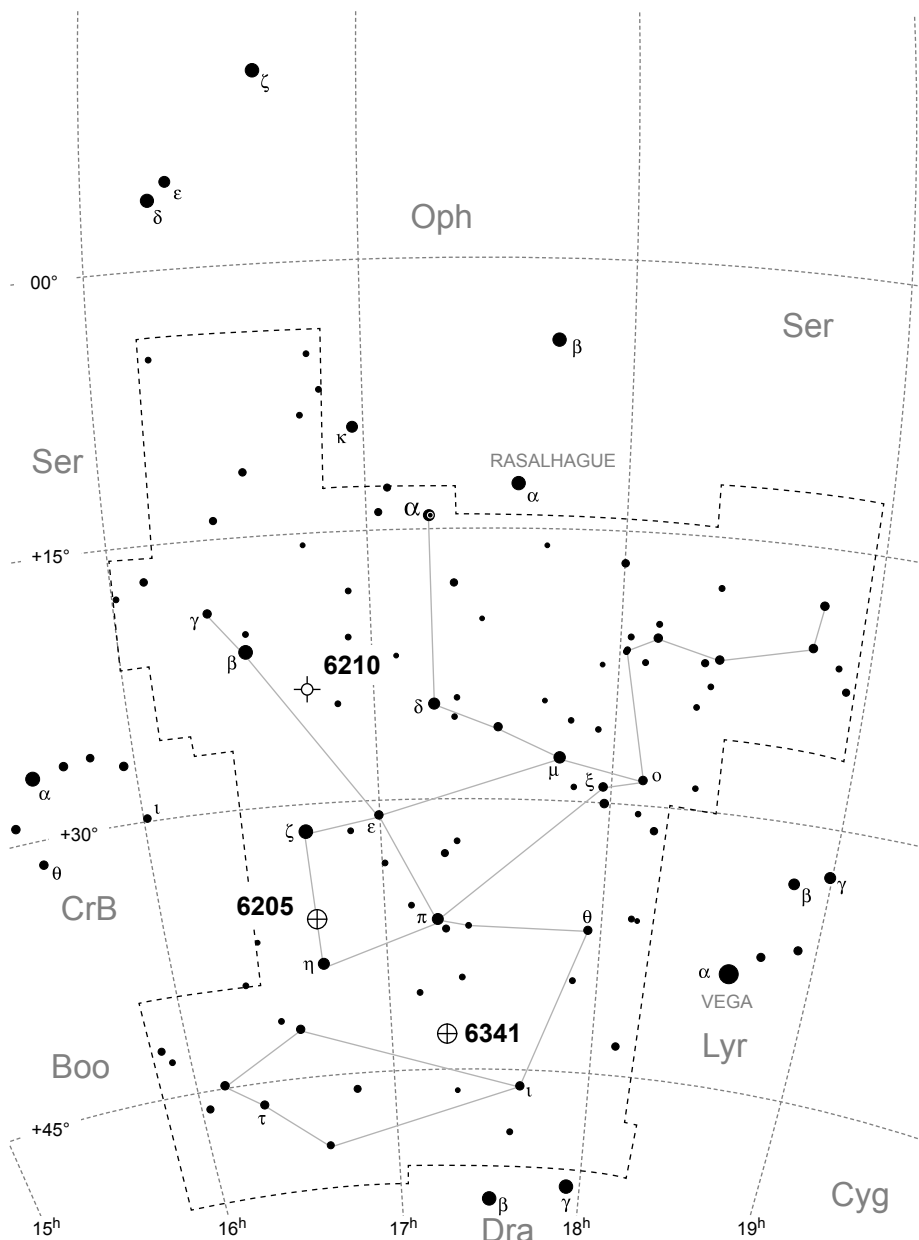 ζ
ε
δ
Oph
00°
Ser
β
κ
Ser
RASALHAGUE
α
α
+15°
γ
β
6210
δ
μ
ξ
ο
α
ι
ζ
ε
+30°
θ
CrB
6205
π
θ
β
γ
η
α
VEGA
6341
Lyr
Boo
ι
τ
+45°
β
γ
Cyg
Dra
15h
16h
17h
18h
19h